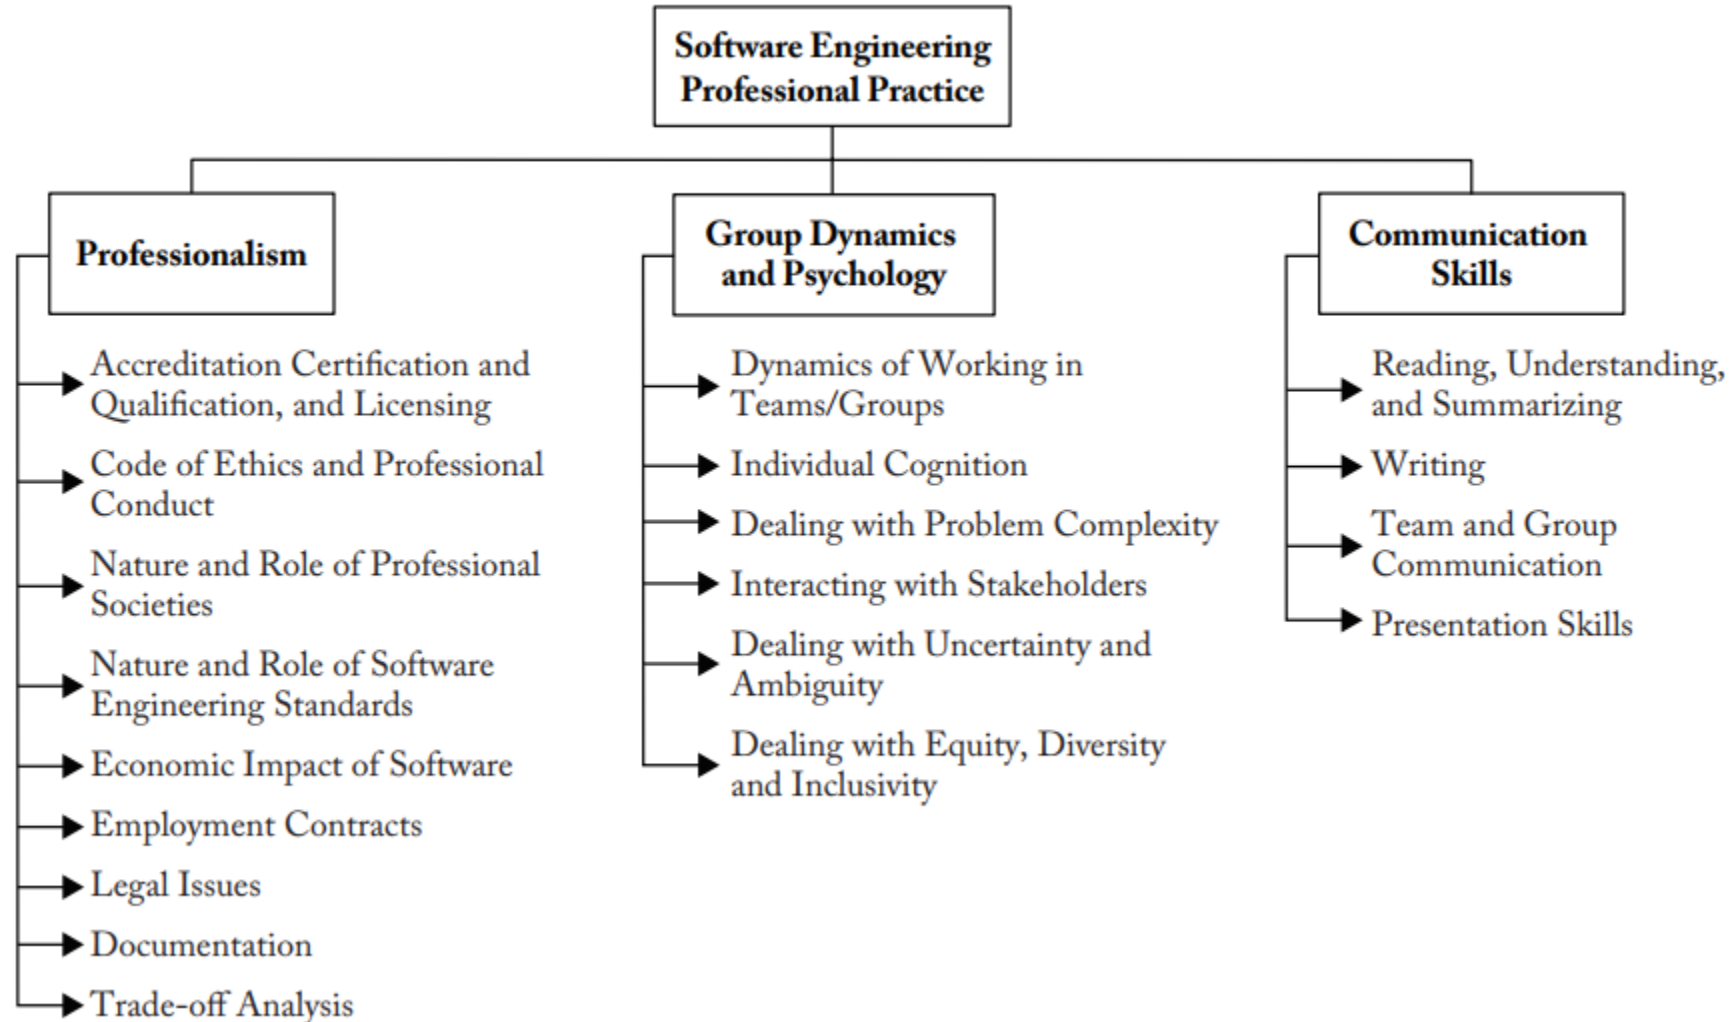 Software Engineering
Professional Practice
Professionalism
Accreditation Certification and
Qualification, and Licensing
Code of Ethics and Professional
Conduct
Nature and Role of Professional
Societies
Nature and Role of Software
Engineering Standards
Economic Impact of Software
Employment Contracts
Legal Issues
Documentation
Trade-off Analysis
Group Dynamics
and Psychology
Dynamics of Working in
Teams/Groups
Individual Cognition
Dealing with Problem Complexity
Interacting with Stakeholders
Dealing with Uncertainty and
Ambiguity
Dealing with Equity, Diversity
and Inclusivity
Communication
Skills
Reading, Understanding,
and Summarizing
Writing
Team and Group
Communication
Presentation Skills